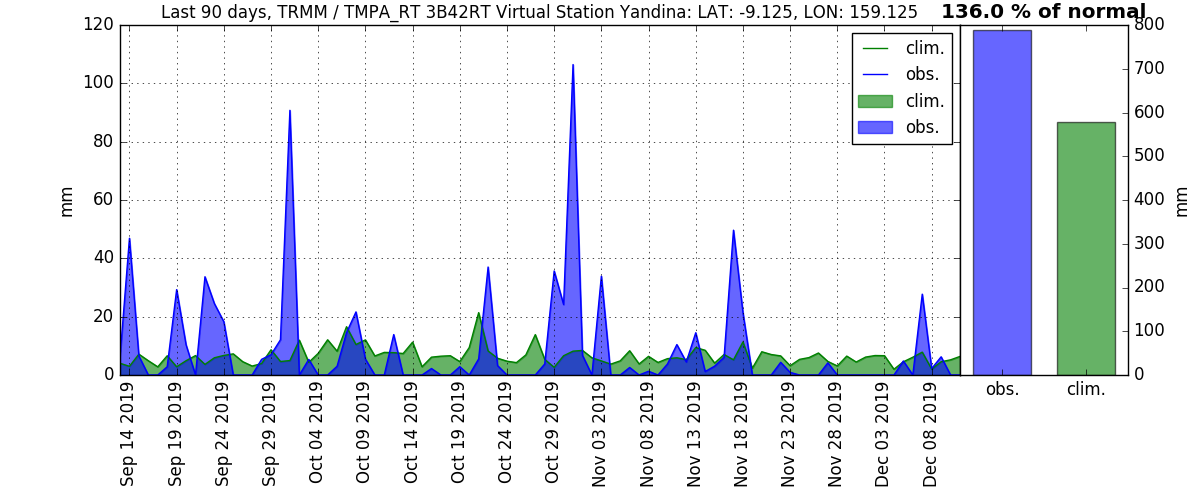 Last 90 days, TRMM / TMPA_RT 3B42RT Virtual Station Yandina: LAT: -9.125, LON: 159.125
136.0 % of normal
120
100
80
60
40
20
0
mm
clim.
obs.
clim.
obs.
800
700
600
500
400
300
200
100
0
mm
obs.
clim.
Sep 14 2019
Sep 19 2019
Sep 24 2019
Sep 29 2019
Oct 04 2019
Oct 09 2019
Oct 14 2019
Oct 19 2019
Oct 24 2019
Oct 29 2019
Nov 03 2019
Nov 08 2019
Nov 13 2019
Nov 18 2019
Nov 23 2019
Nov 28 2019
Dec 03 2019
Dec 08 2019